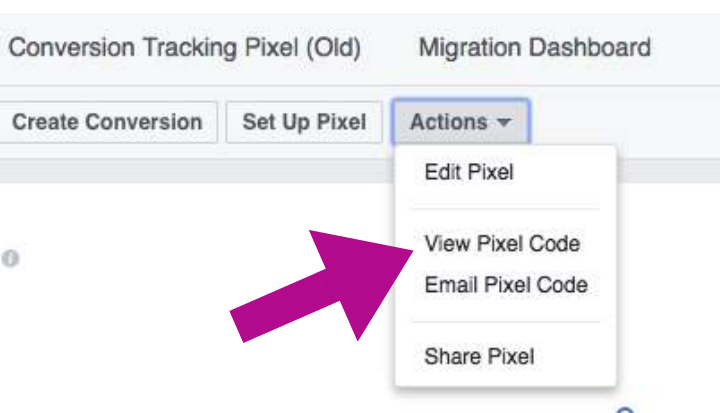 Conversion Tracking Pixel (Old) Migration Dashboard
Create Conversion Set Up Pixel Actions
Edit Pixel
View Pixel Code
Email Pixel Code
Share Pixel